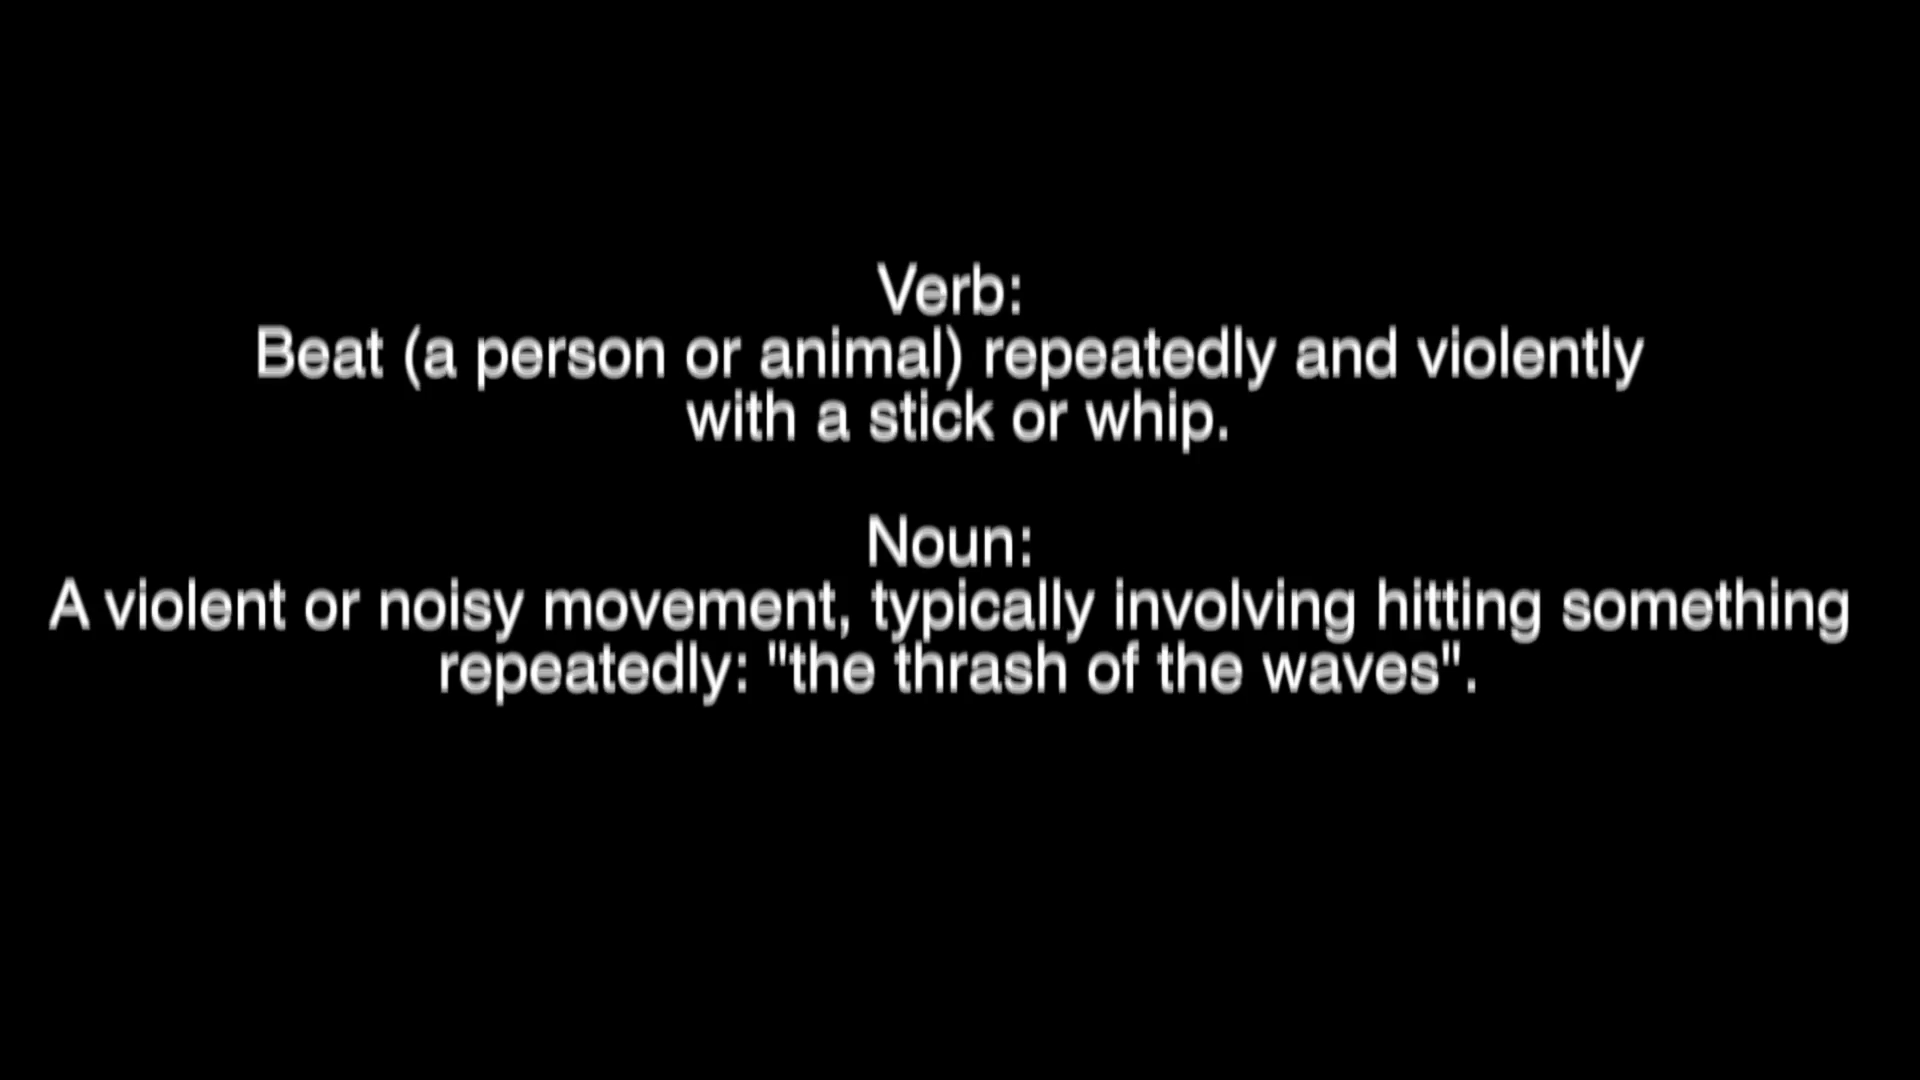 Verb:
Beat (a person or animal) repeatedly and violently
with a stick or whip.
Noun:
A violent or noisy movement, typically involving hitting something
repeatedly: "the thrash of the waves".